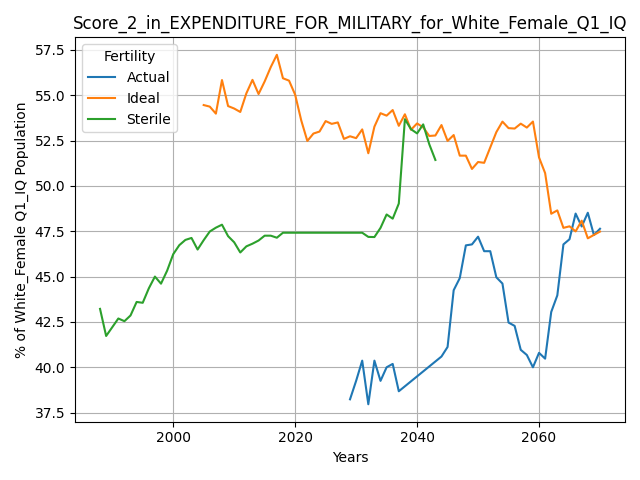 Score_2_in_EXPENDITURE_FOR_MILITARY_for_White_Female_Q1_IQ
Fertility
Actual
Ideal
Sterile
% of White_Female Q1_IQ Population
57.5
55.0
52.5
50.0
47.5
45.0
42.5
40.0
37.5
2000
2020
2040
2060
Years